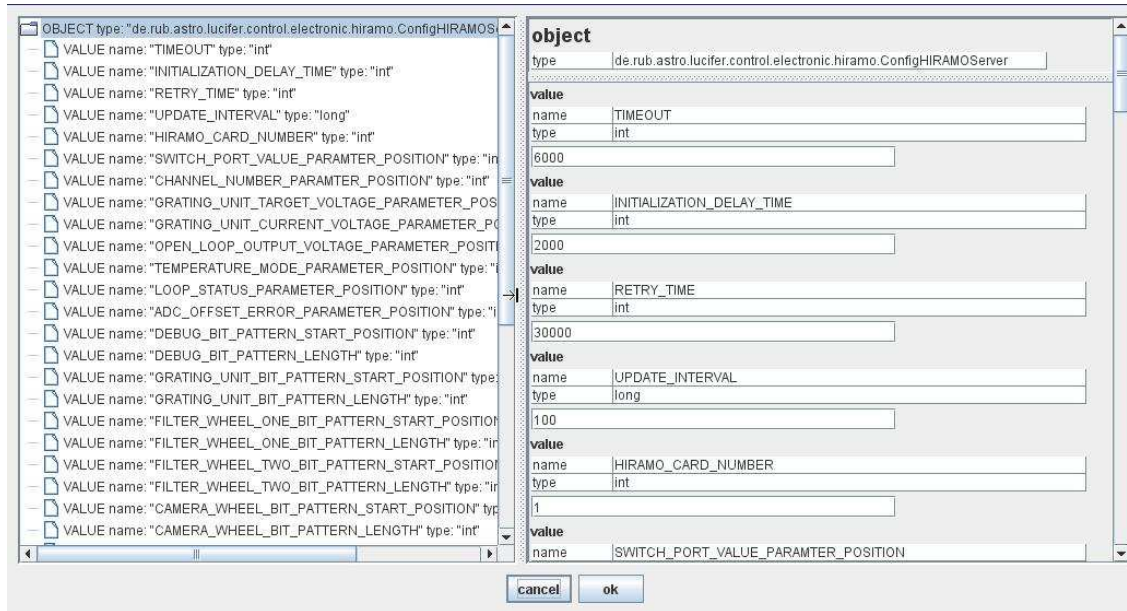 OBJECT type: "de.rub.astro.lucifer.control.electronic.hiramo.ConfigHIRAMOS
VALUE name: "TIMEOUT" type: "int"
VALUE name: "INITIALIZATION_DELAY_TIME" type: "int"
VALUE name: "RETRY_TIME" type: "int"
VALUE name: "UPDATE_INTERVAL" type: "long"
VALUE name: "HIRAMO_CARD_NUMBER" type: "int"
VALUE name: "SWITCH_PORT_VALUE_PARAMTER_POSITION" type: "in
VALUE name: "CHANNEL_NUMBER_PARAMTER_POSITION" type: "int"
VALUE name: "GRATING_UNIT_TARGET_VOLTAGE_PARAMETER_POS
VALUE name: "GRATING_UNIT_CURRENT_VOLTAGE_PARAMETER_PO
VALUE name: "OPEN_LOOP_OUTPUT_VOLTAGE_PARAMETER_POSITI
VALUE name: "TEMPERATURE_MODE_PARAMETER_POSITION" type: "i
VALUE name: "LOOP_STATUS_PARAMETER_POSITION" type: "int"
VALUE name: "ADC_OFFSET_ERROR_PARAMETER_POSITION" type: "i
VALUE name: "DEBUG_BIT_PATTERN_START_POSITION" type: "int"
VALUE name: "DEBUG_BIT_PATTERN_LENGTH" type: "int"
VALUE name: "GRATING_UNIT_BIT_PATTERN_START_POSITION" type:
VALUE name: "GRATING_UNIT_BIT_PATTERN_LENGTH" type: "int"
VALUE name: "FILTER_WHEEL_ONE_BIT_PATTERN_START_POSITION
VALUE name: "FILTER_WHEEL_ONE_BIT_PATTERN_LENGTH" type: "in
VALUE name: "FILTER_WHEEL_TWO_BIT_PATTERN_START_POSITION
VALUE name: "FILTER_WHEEL_TWO_BIT_PATTERN_LENGTH" type: "in
VALUE name: "CAMERA_WHEEL_BIT_PATTERN_START_POSITION" typ
VALUE name: "CAMERA_WHEEL_BIT_PATTERN_LENGTH" type: "int"
object
type de.rub.astro.lucifer.control.electronic.hiramo.ConfigHIRAMOServer
value
name TIMEOUT
type int
6000
value
name INITIALIZATION_DELAY_TIME
type int
2000
value
name RETRY_TIME
type int
30000
value
name UPDATE_INTERVAL
type long
100
value
name HIRAMO_CARD_NUMBER
type int
1
value
name SWITCH_PORT_VALUE_PARAMTER_POSITION
cancel ok